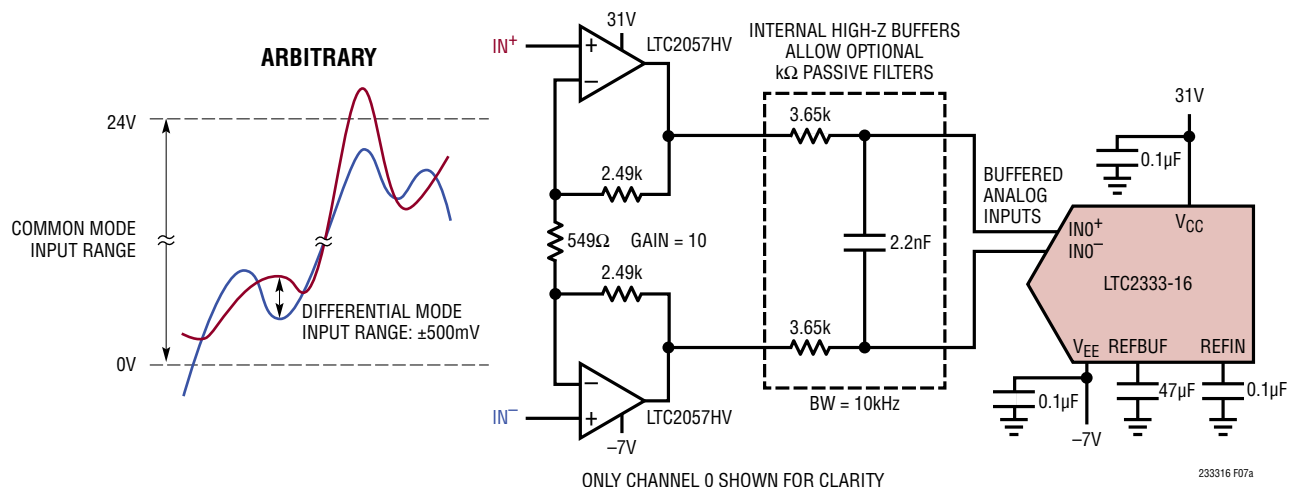 ARBITRARY
24V
COMMON MODE
INPUT RANGE
0V
DIFFERENTIAL MODE
INPUT RANGE: ±500mV
IN+
31V
LTC2057HV
+
–
2.49k
549Ω
GAIN = 10
2.49k
–
+
IN–
LTC2057HV
–7V
INTERNAL HIGH-Z BUFFERS
ALLOW OPTIONAL
kΩ PASSIVE FILTERS
3.65k
2.2nF
3.65k
BW = 10kHz
BUFFERED
ANALOG
INPUTS
31V
0.1µF
VCC
IN0+
IN0–
LTC2333-16
VEE
REFBUF
REFIN
0.1µF
47µF
0.1µF
–7V
ONLY CHANNEL 0 SHOWN FOR CLARITY
233316 F07a